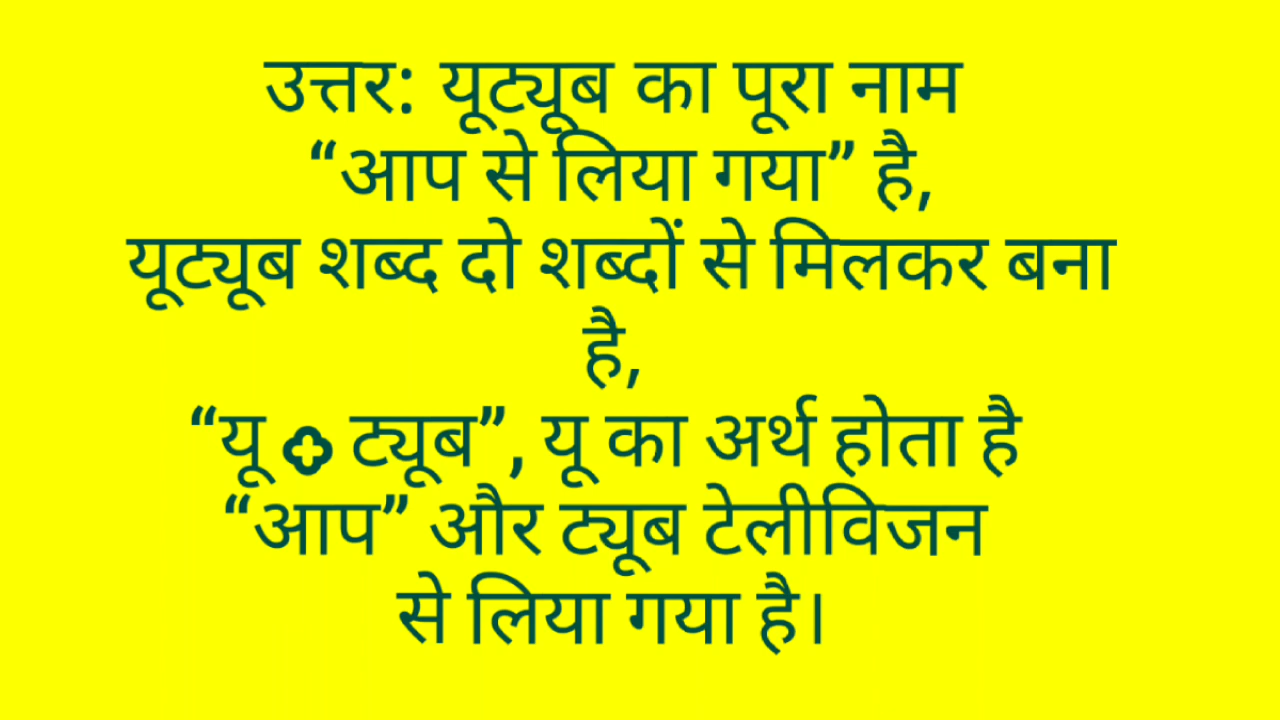 उत्तर: यूट्यूब का पूरा नाम
“आप से लिया गया” है,
यूट्यूब शब्द दो शब्दों से मिलकर बना
है,
“यू + ट्यूब”, यू का अर्थ होता है
“आप” और ट्यूब टेलीविजन
से लिया गया है।